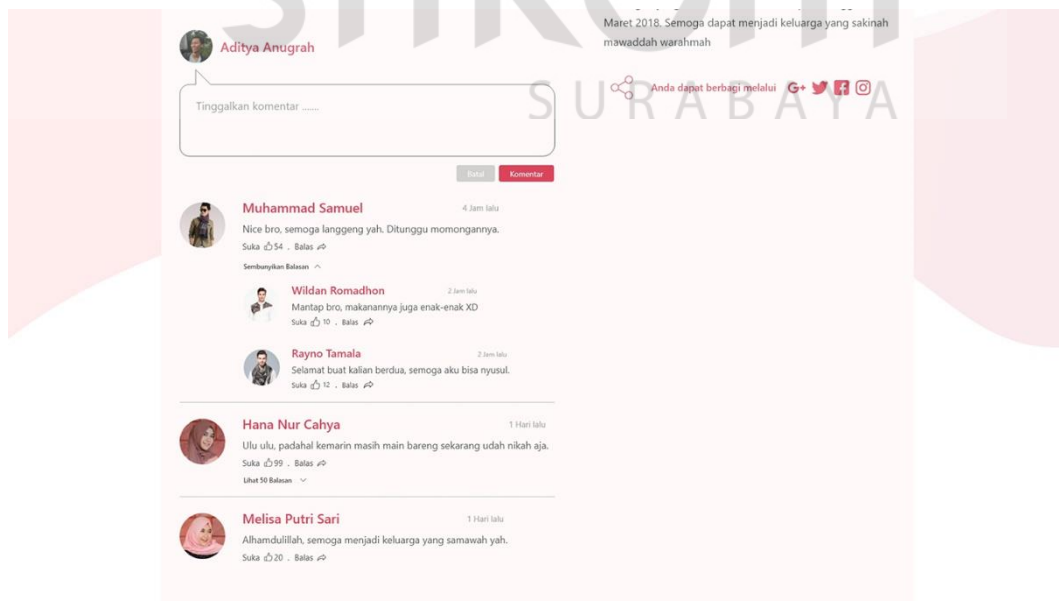 Aditya Anugrah
Tinggalkan komentar .......
Batal Komentar
Muhammad Samuel 4 Jam lalu
Nice bro, semoga langgeng yah. Ditunggu momongannya.
Suka 54 . Balas
Sembunyikan Balasan
Wildan Romadhon 2 Jam lalu
Mantap bro, makanannya juga enak-enak XD
Suka 10 . Balas
Rayno Tamala 2 Jam lalu
Selamat buat kalian berdua, semoga aku bisa nyusul.
Suka 12 . Balas
Hana Nur Cahya 1 Hari lalu
Ulu ulu, padahal kemarin masih main bareng sekarang udah nikah aja.
Suka 99 . Balas
Lihat 50 Balasan
Melisa Putri Sari 1 Hari lalu
Alhamdulillah, semoga menjadi keluarga yang samawah yah.
Suka 20 . Balas
Maret 2018. Semoga dapat menjadi keluarga yang sakinah
mawaddah warahmah
Anda dapat berbagi melalui G+
SURABAYA